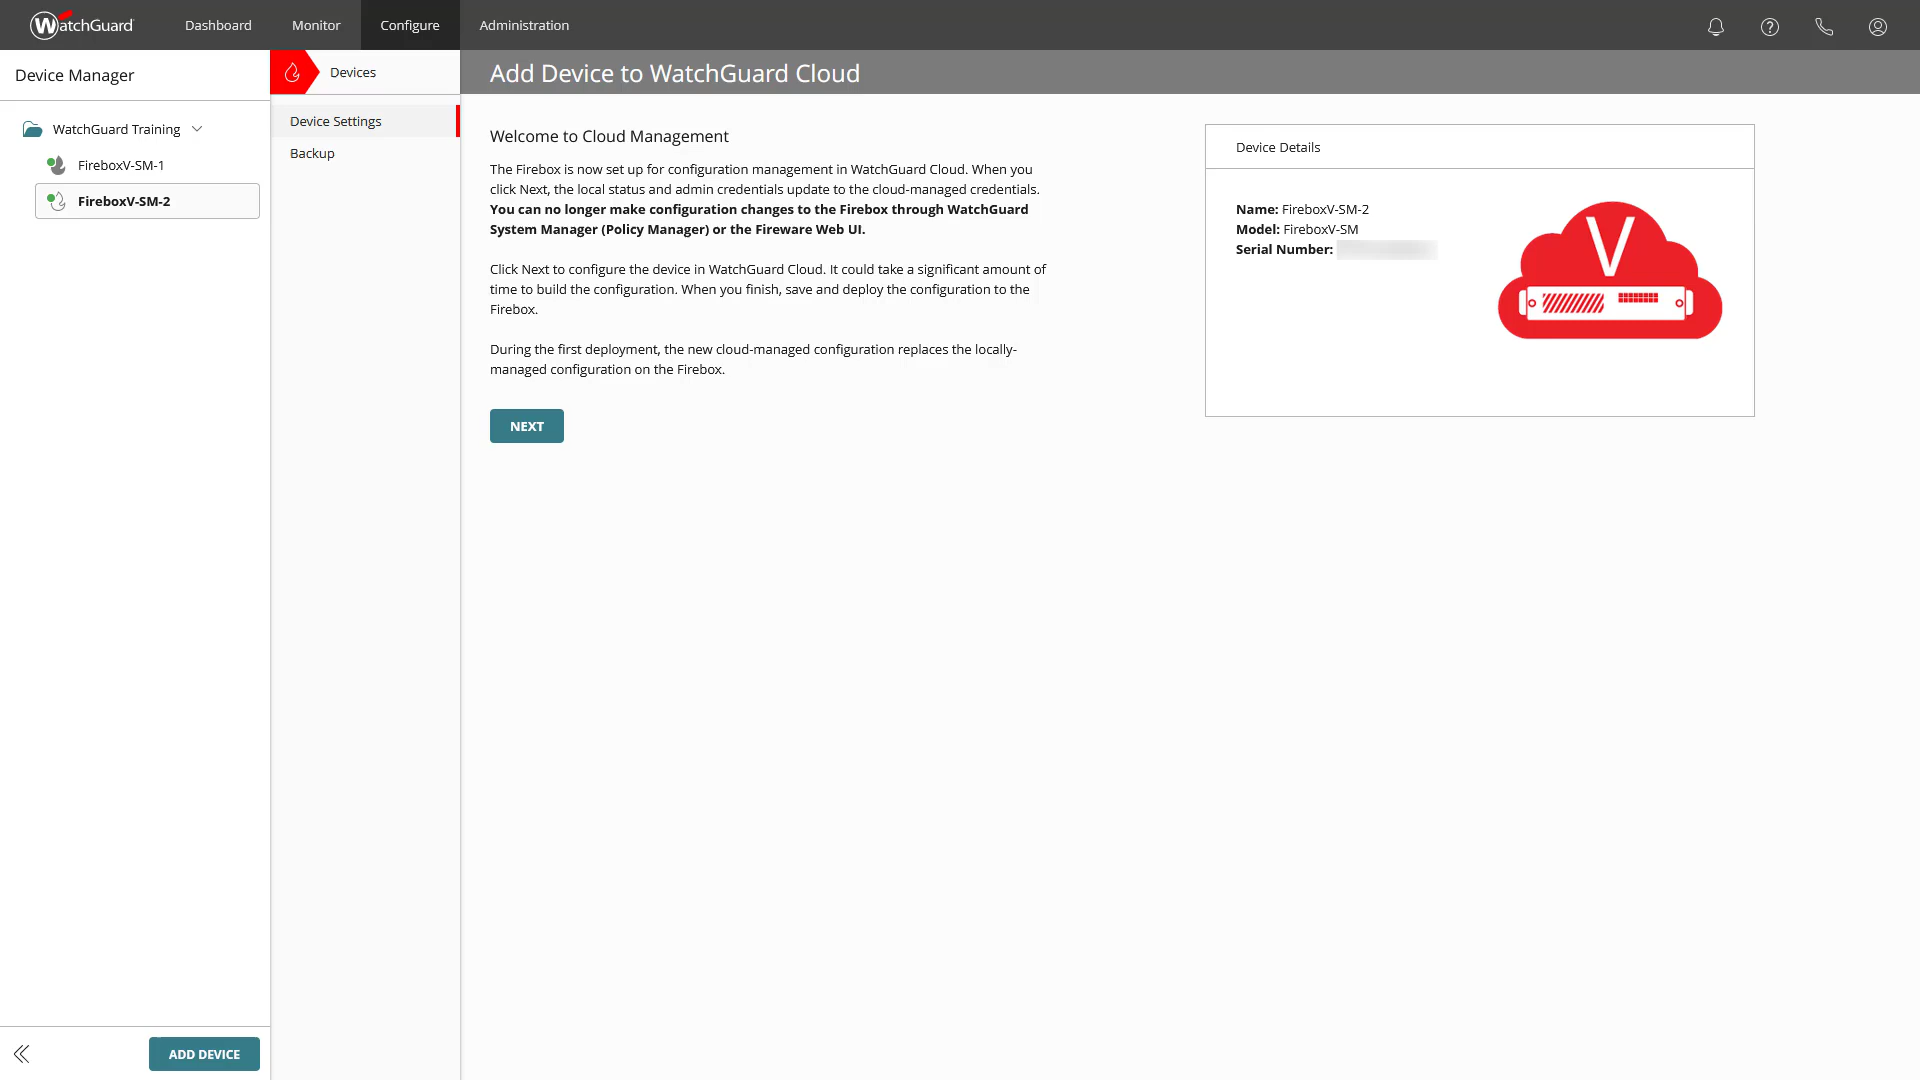 WatchGuard
Dashboard
Monitor
Configure
Administration
Device Manager
WatchGuard Training
FireboxV-SM-1
FireboxV-SM-2
ADD DEVICE
Devices
Device Settings
Backup
Add Device to WatchGuard Cloud
Welcome to Cloud Management
The Firebox is now set up for configuration management in WatchGuard Cloud. When you
click Next, the local status and admin credentials update to the cloud-managed credentials.
You can no longer make configuration changes to the Firebox through WatchGuard
System Manager (Policy Manager) or the Fireware Web UI.
Click Next to configure the device in WatchGuard Cloud. It could take a significant amount of
time to build the configuration. When you finish, save and deploy the configuration to the
Firebox.
During the first deployment, the new cloud-managed configuration replaces the locally-
managed configuration on the Firebox.
NEXT
Device Details
Name: FireboxV-SM-2
Model: FireboxV-SM
Serial Number:
V